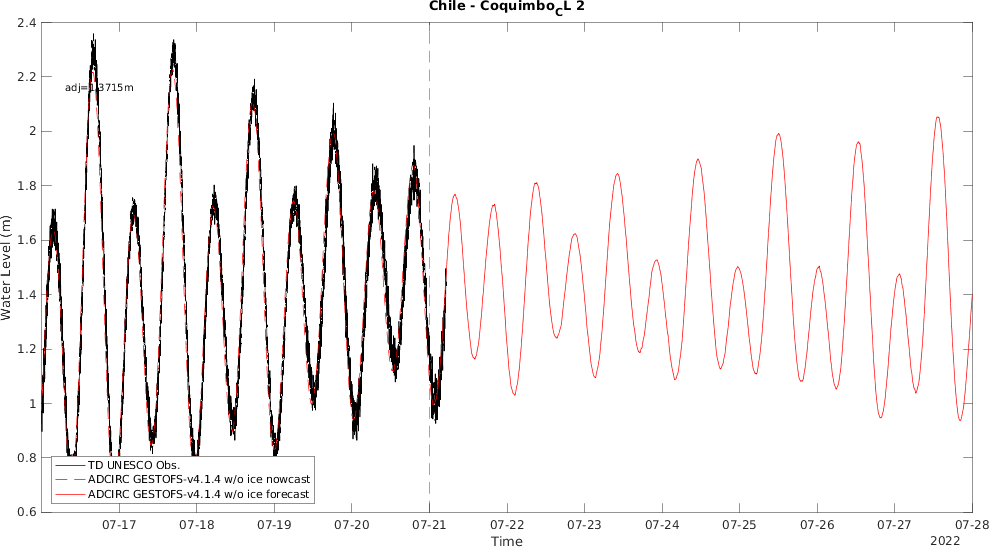 Chile - Coquimbo_CL 2
2.4
2.2
2
1.8
1.6
1.4
1.2
1
0.8
0.6
Water Level (m)
adj=1.3715m
TD UNESCO Obs.
ADCIRC GESTOFS-v4.1.4 w/o ice nowcast
ADCIRC GESTOFS-v4.1.4 w/o ice forecast
07-17 07-18 07-19 07-20 07-21 07-22 07-23 07-24 07-25 07-26 07-27 07-28
Time
2022